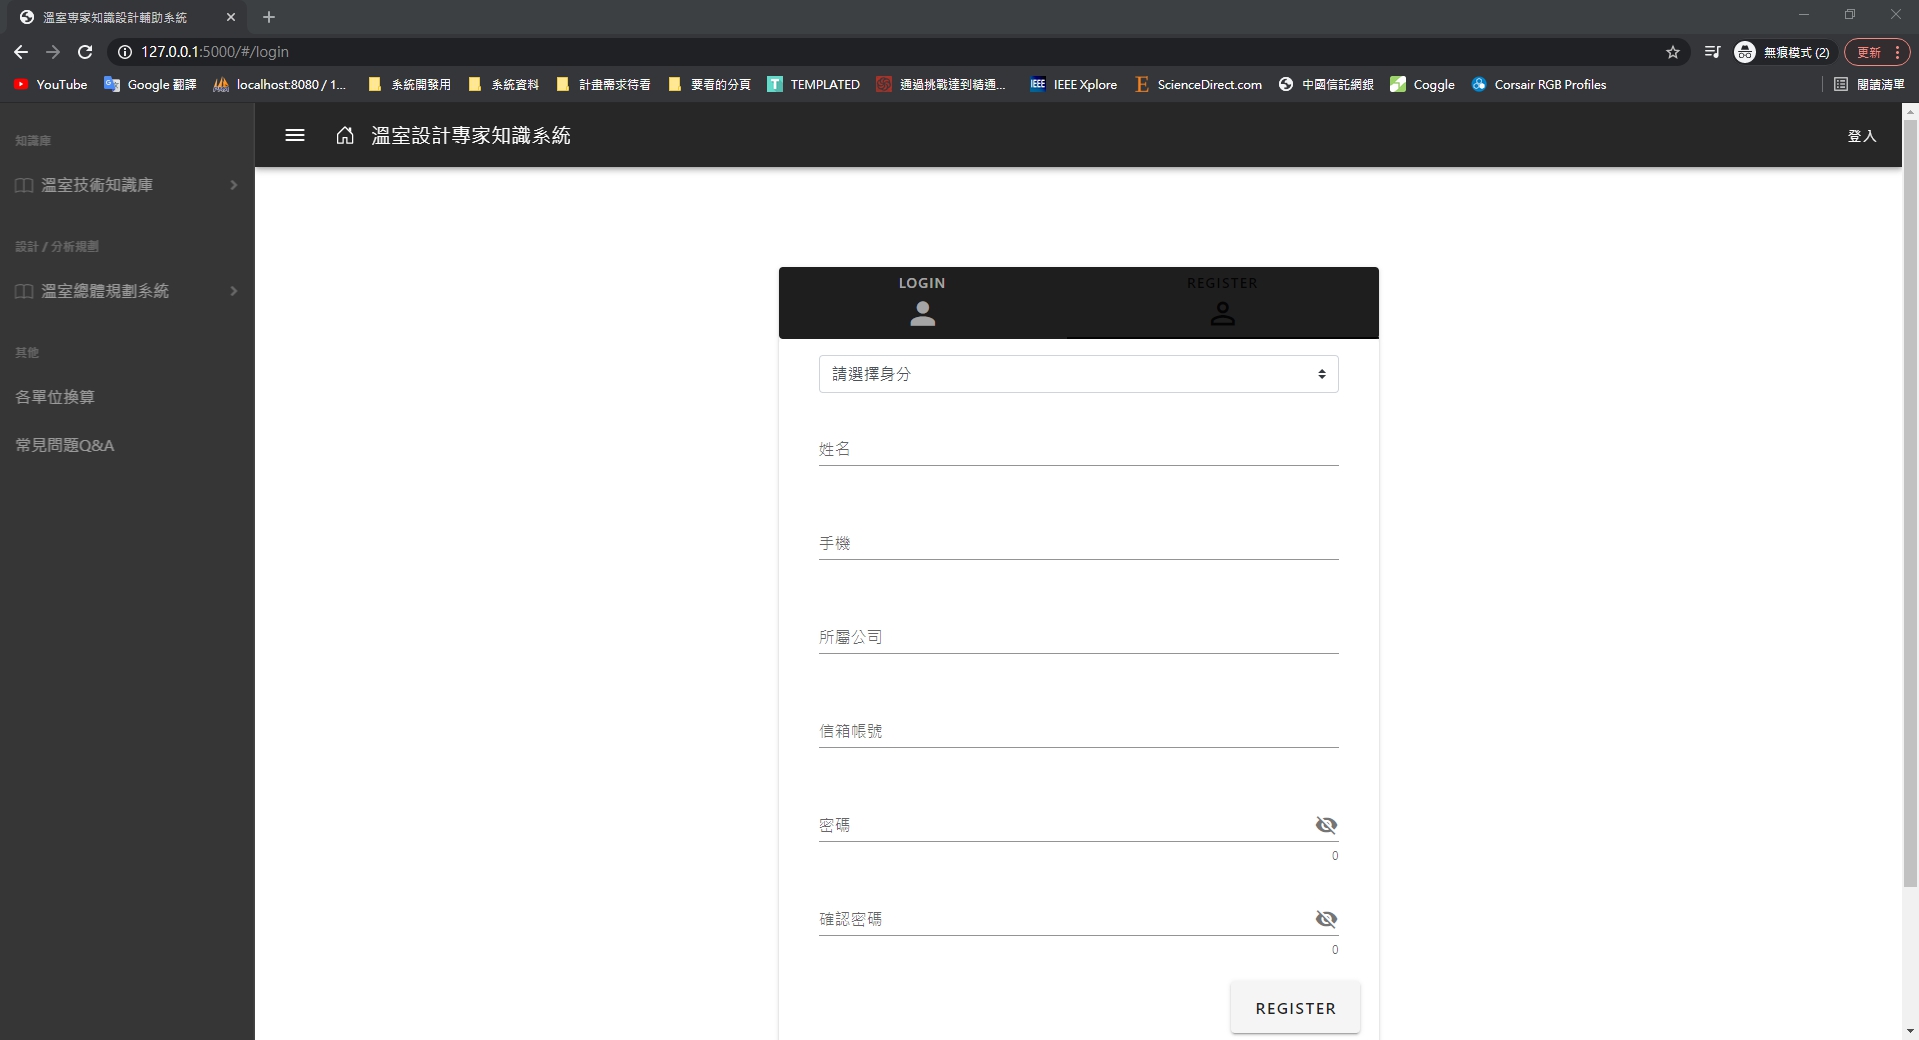 溫室專家知識設計輔助系統
127.0.0.1:5000/#/login
無痕模式 (2)
更新
YouTube
Google 翻譯
localhost:8080 / 1...
系統開發用
系統資料
計畫需求待看
要看的分頁
TEMPLATED
通過挑戰達到精通...
IEEE Xplore
ScienceDirect.com
中國信託網銀
Coggle
Corsair RGB Profiles
閱讀清單
溫室設計專家知識系統
登入
知識庫
溫室技術知識庫
設計 / 分析規劃
溫室總體規劃系統
其他
各單位換算
常見問題Q&A
LOGIN
REGISTER
請選擇身分
姓名
手機
所屬公司
信箱帳號
密碼
0
確認密碼
0
REGISTER